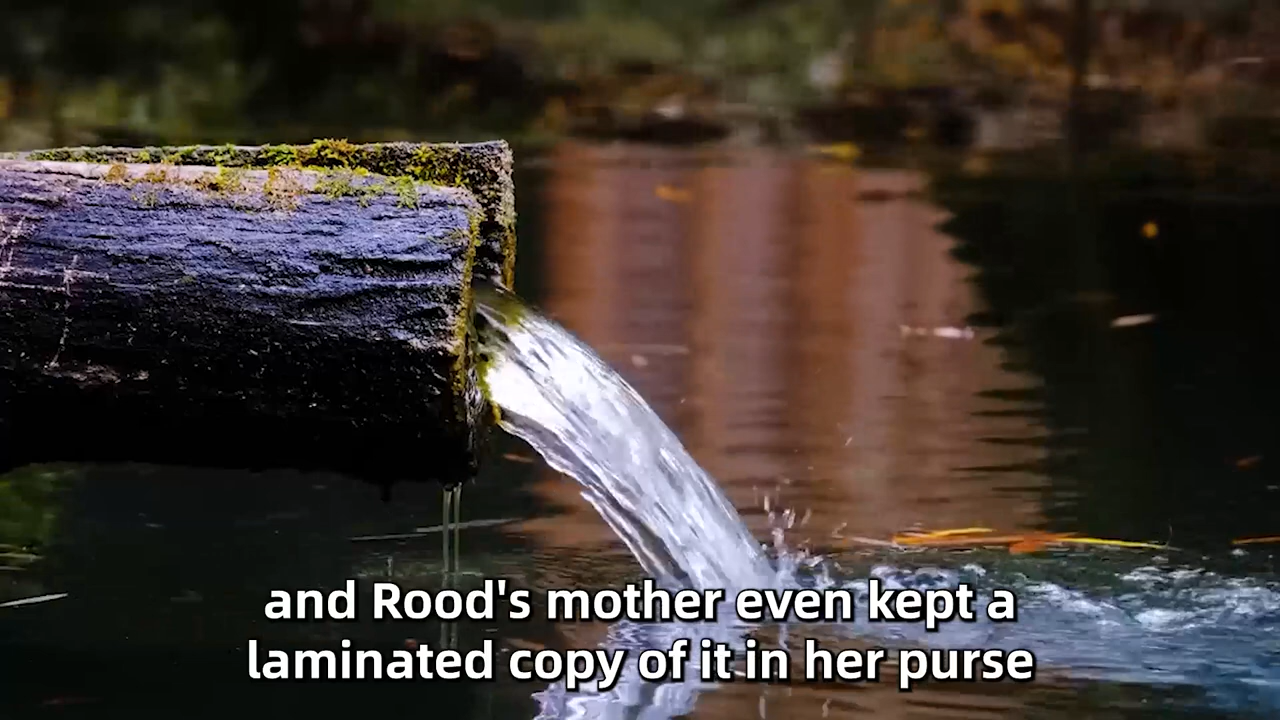 and Rood's mother even kept a
laminated copy of it in her purse